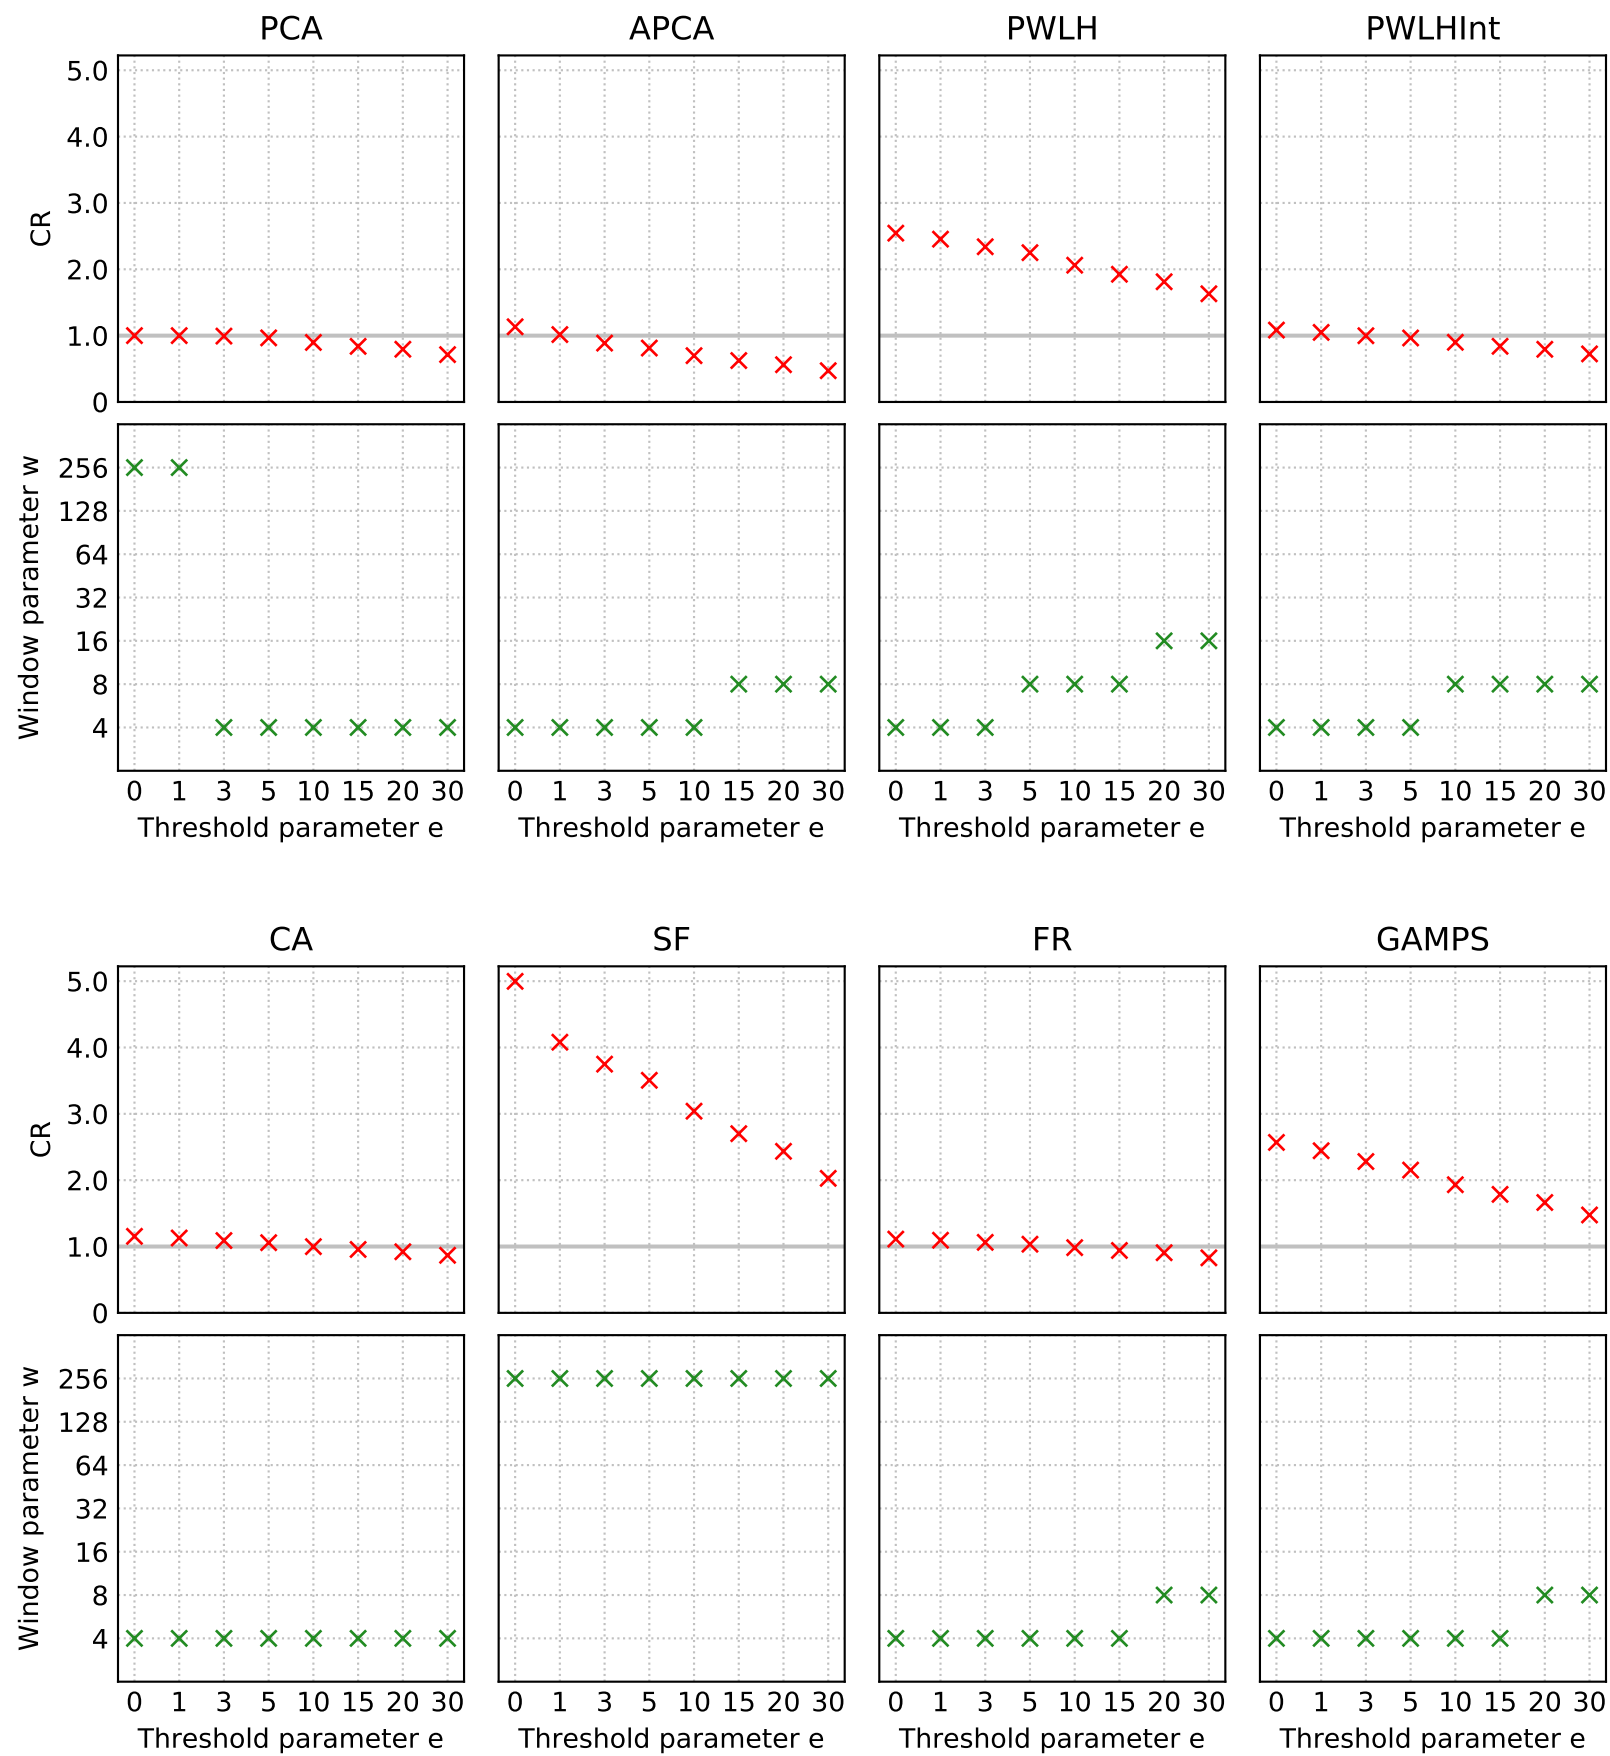 PCA APCA PWLH PWLHInt
5.0
4.0
3.0
2.0
1.0
0
CR
256
128
64
32
16
8
4
Window parameter w
0 1 3 5 10 15 20 30 0 1 3 5 10 15 20 30 0 1 3 5 10 15 20 30 0 1 3 5 10 15 20 30
Threshold parameter e Threshold parameter e Threshold parameter e Threshold parameter e
CA SF FR GAMPS
5.0
4.0
3.0
2.0
1.0
0
CR
256
128
64
32
16
8
4
Window parameter w
0 1 3 5 10 15 20 30 0 1 3 5 10 15 20 30 0 1 3 5 10 15 20 30 0 1 3 5 10 15 20 30
Threshold parameter e Threshold parameter e Threshold parameter e Threshold parameter e